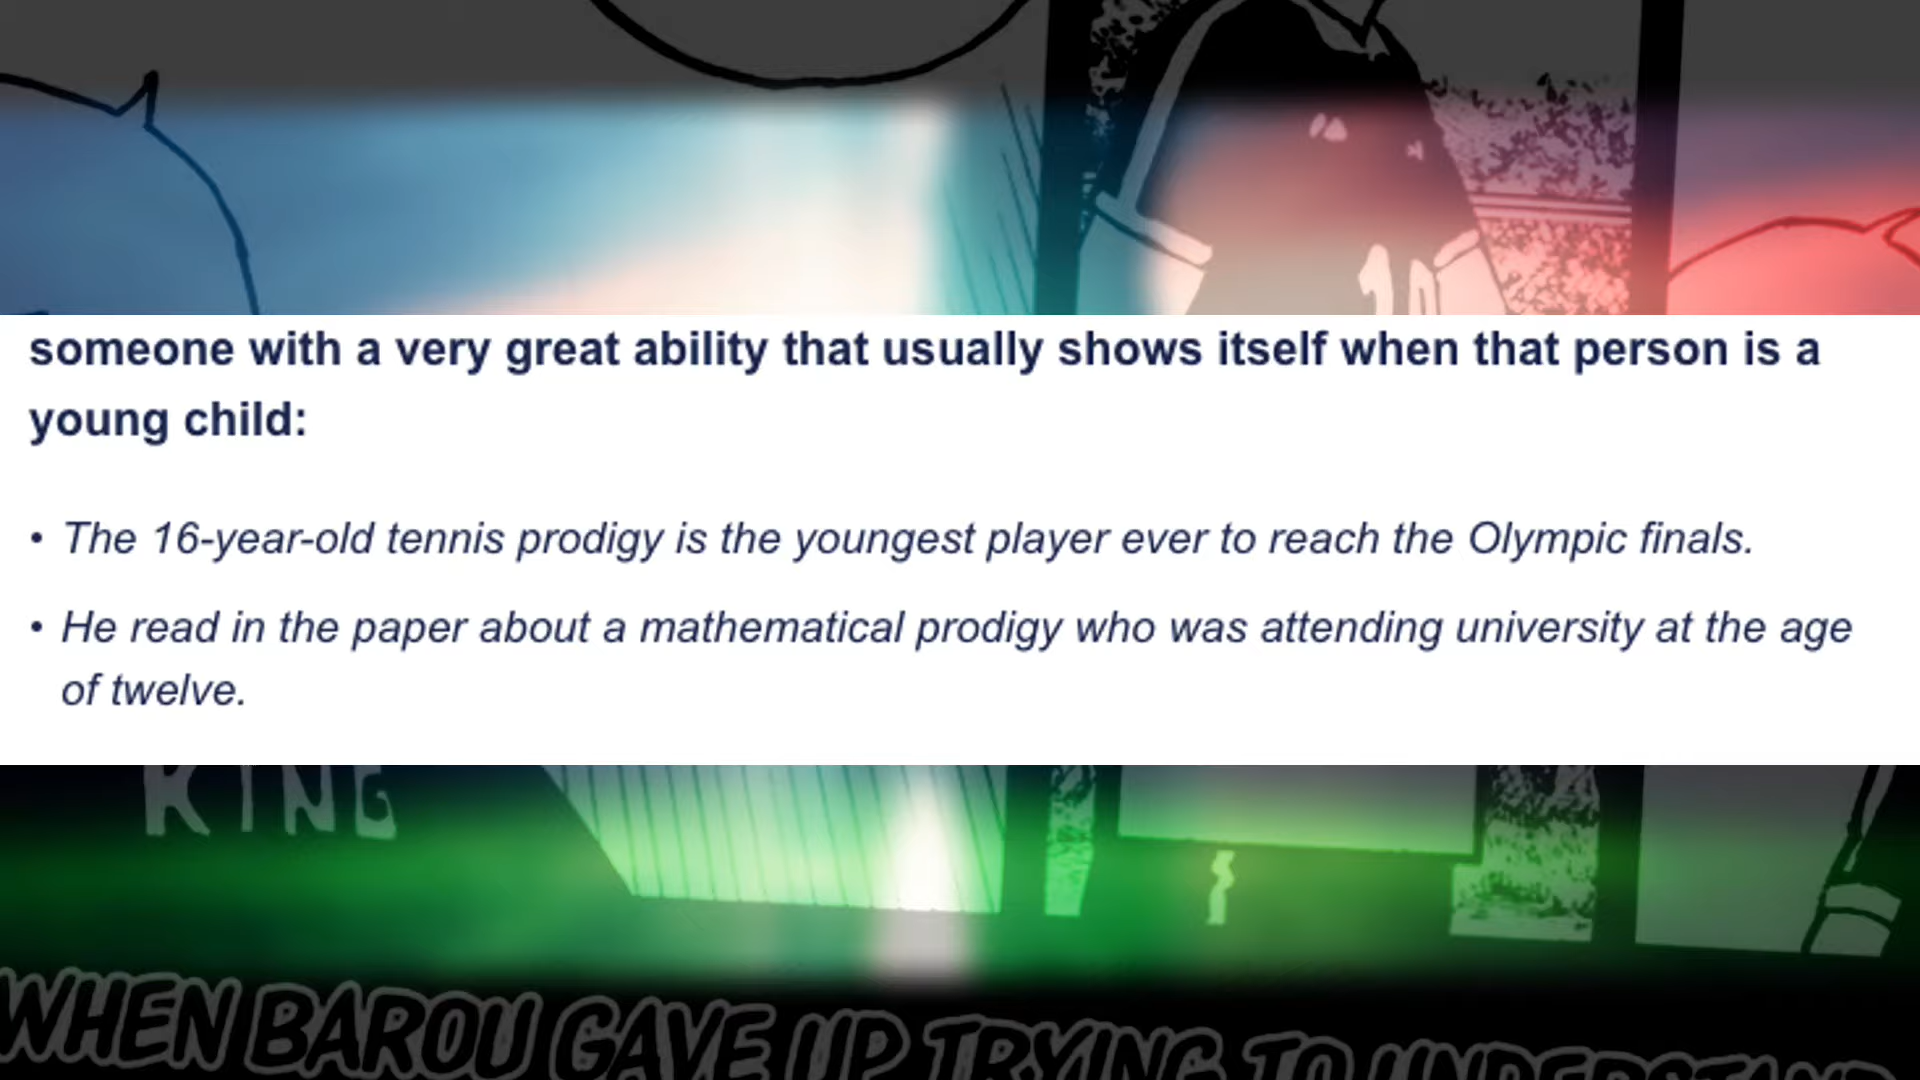 someone with a very great ability that usually shows itself when that person is a
young child:
• The 16-year-old tennis prodigy is the youngest player ever to reach the Olympic finals.
• He read in the paper about a mathematical prodigy who was attending university at the age
of twelve.
KING
WHEN BAROU GAVE UP TRYING TO UNDERSTAND